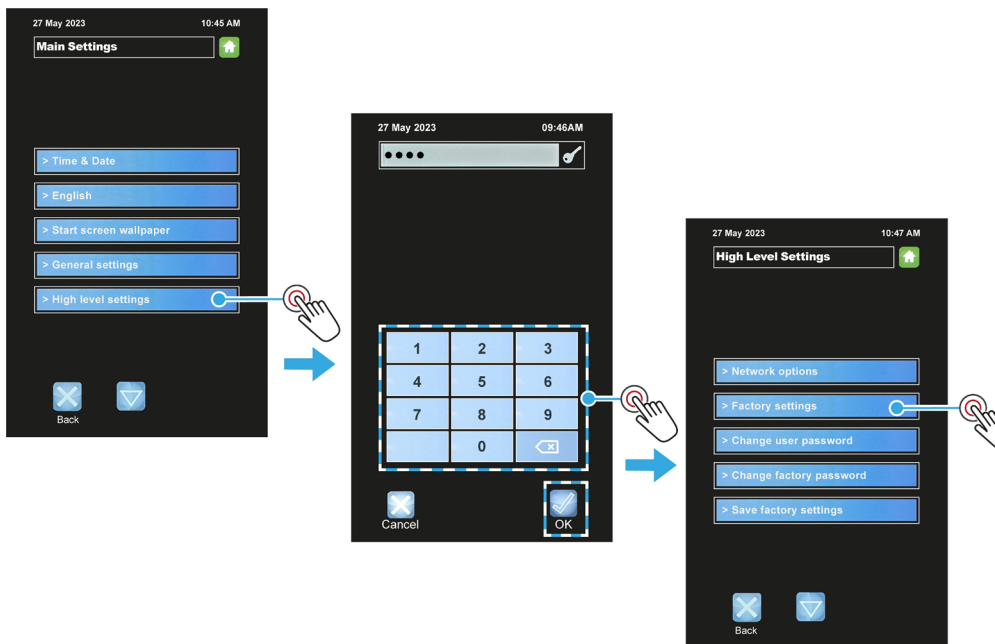 27 May 2023 10:45 AM
Main Settings
> Time & Date
> English
> Start screen wallpaper
> General settings
> High level settings
Back
27 May 2023 09:46AM
●●●●
1 2 3
4 5 6
7 8 9
0
Cancel OK
27 May 2023 10:47 AM
High Level Settings
> Network options
> Factory settings
> Change user password
> Change factory password
> Save factory settings
Back